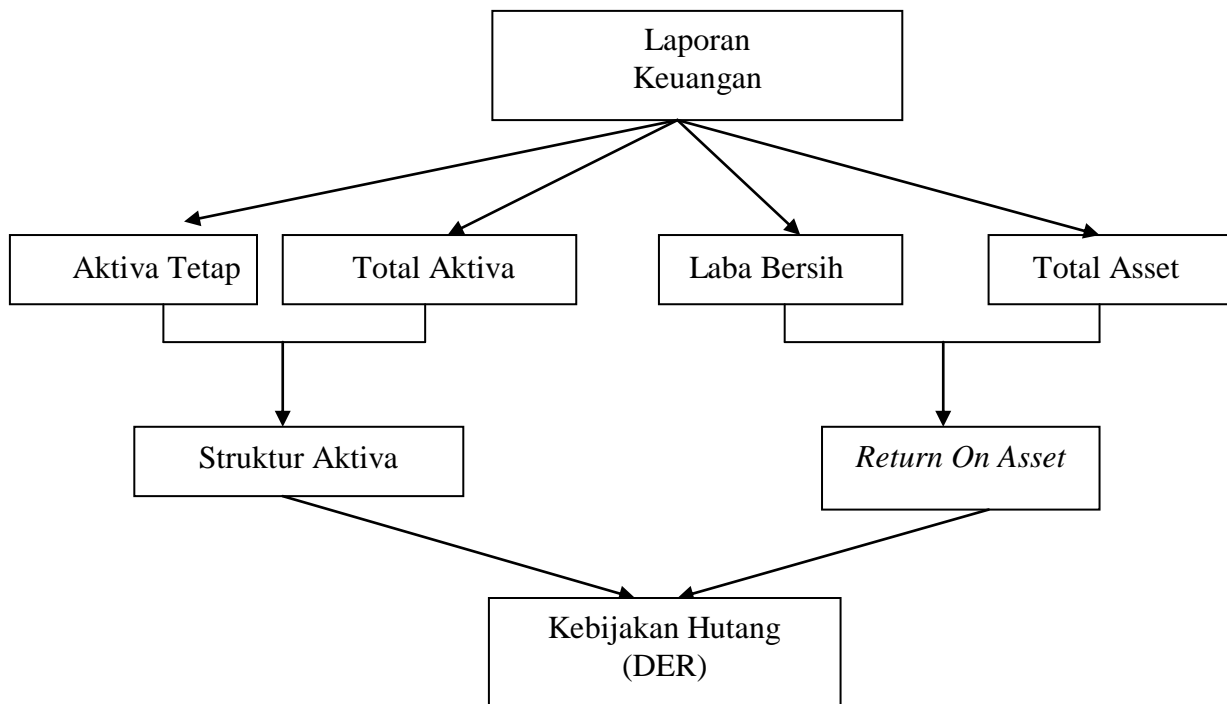 Laporan
Keuangan
Aktiva Tetap
Total Aktiva
Laba Bersih
Total Asset
Struktur Aktiva
Return On Asset
Kebijakan Hutang
(DER)